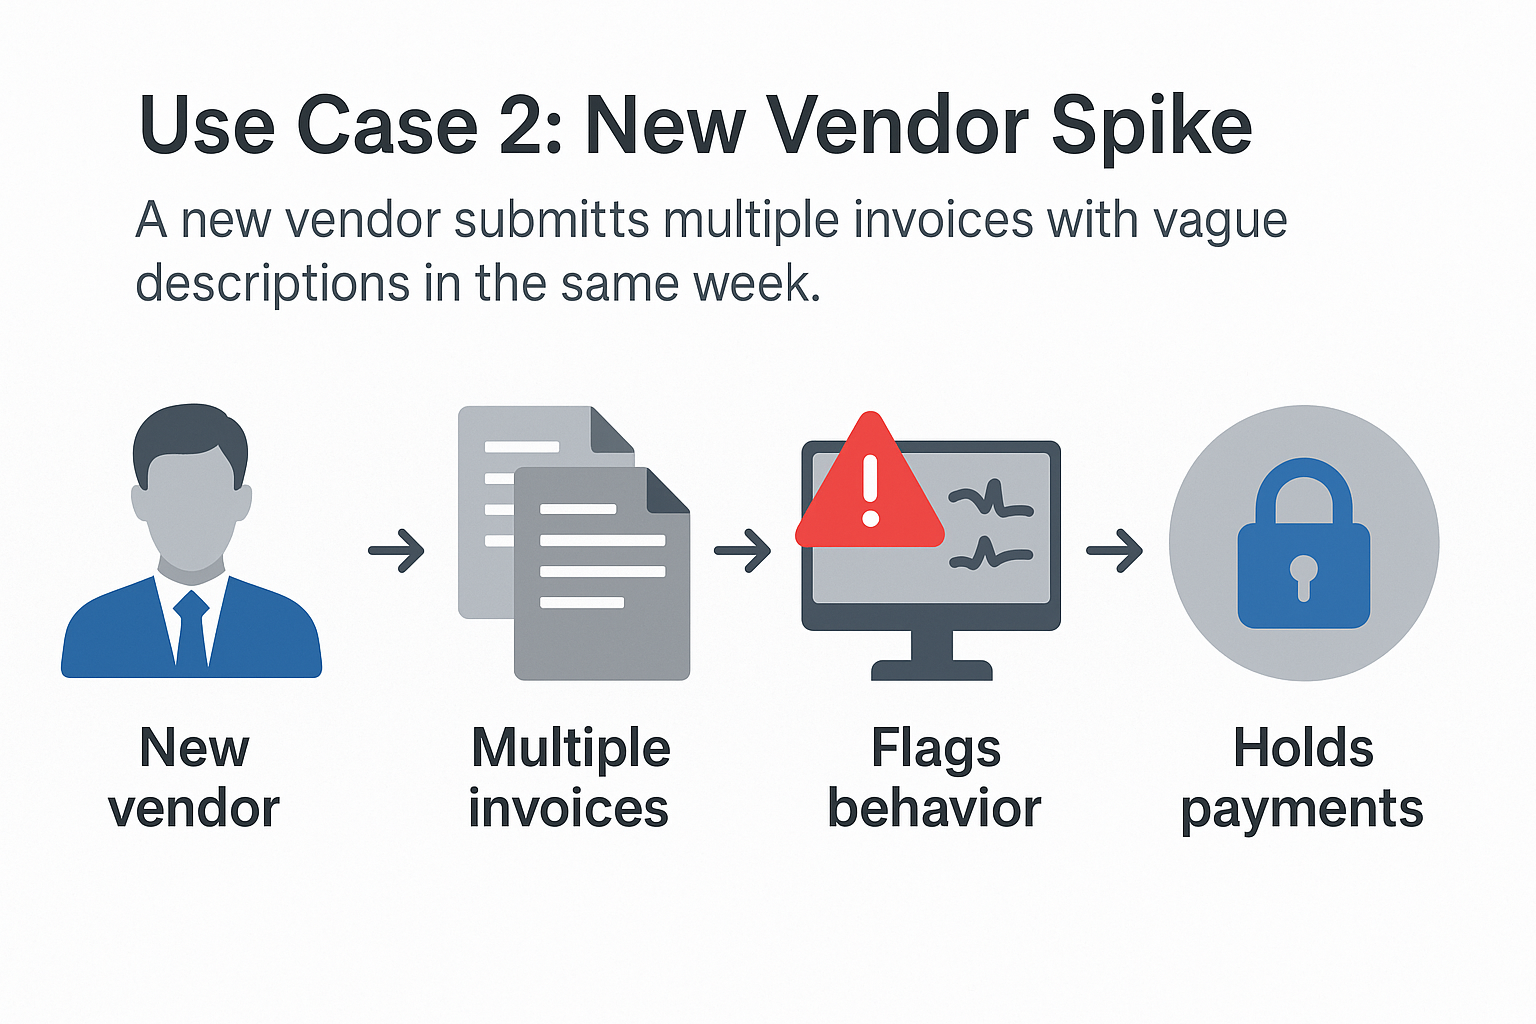 Use Case 2: New Vendor Spike
A new vendor submitts multiple invoices with vague
descriptions in the same week.
New
vendor
Multiple
invoices
Flags
behavior
Holds
payments